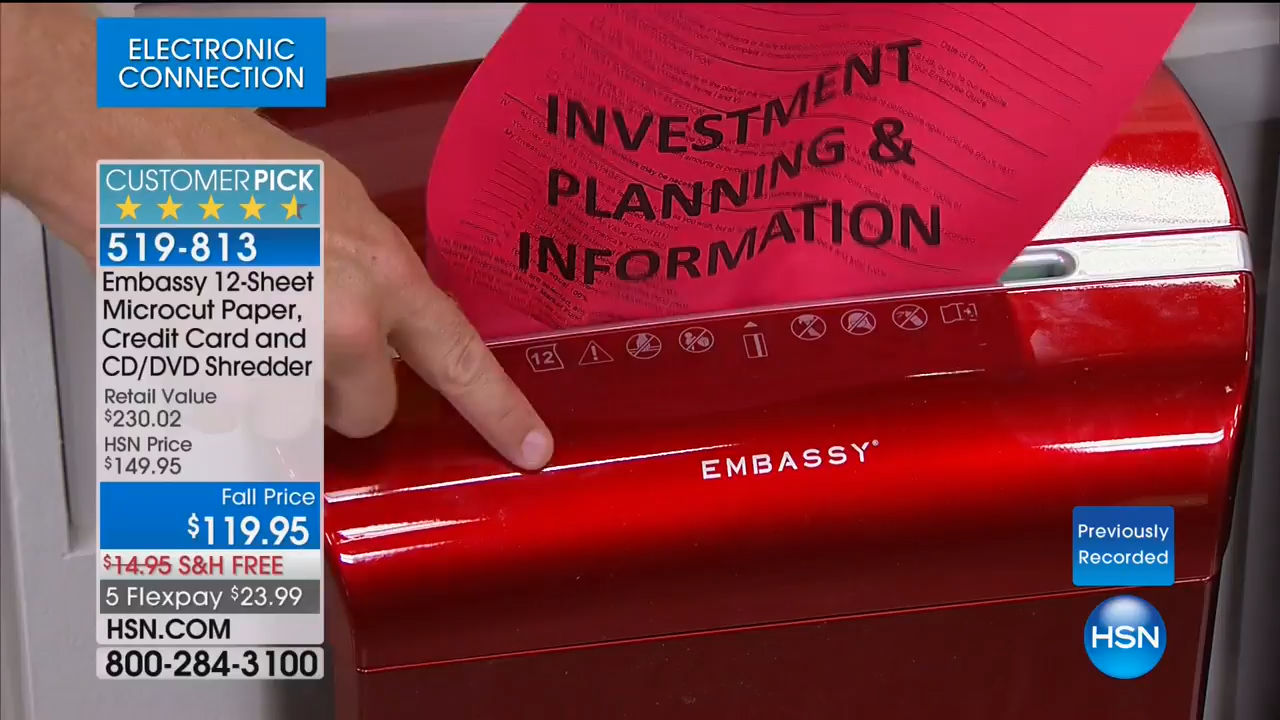 ELECTRONIC
CONNECTION
CUSTOMER PICK
519-813
Embassy 12-Sheet
Microcut Paper,
Credit Card and
CD/DVD Shredder
Retail Value
$230.02
HSN Price
$149.95
Fall Price
$119.95
$14.95 S&H FREE
5 Flexpay $23.99
HSN.COM
800-284-3100
INVESTMENT
PLANNING &
INFORMATION
12
EMBASSY®
Previously
Recorded
HSN